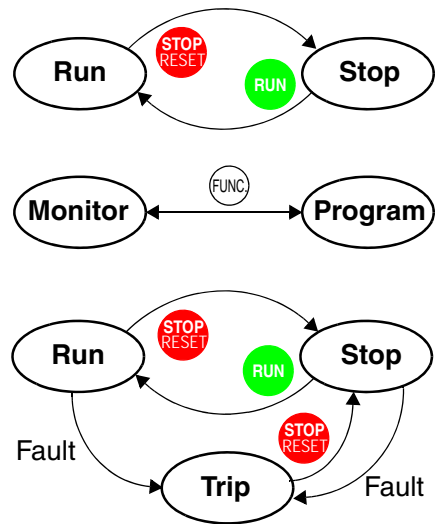 STOP
RESET
Run
Stop
RUN
FUNC.
Monitor
Program
STOP
RESET
Run
Stop
RUN
STOP
RESET
Fault
Trip
Fault